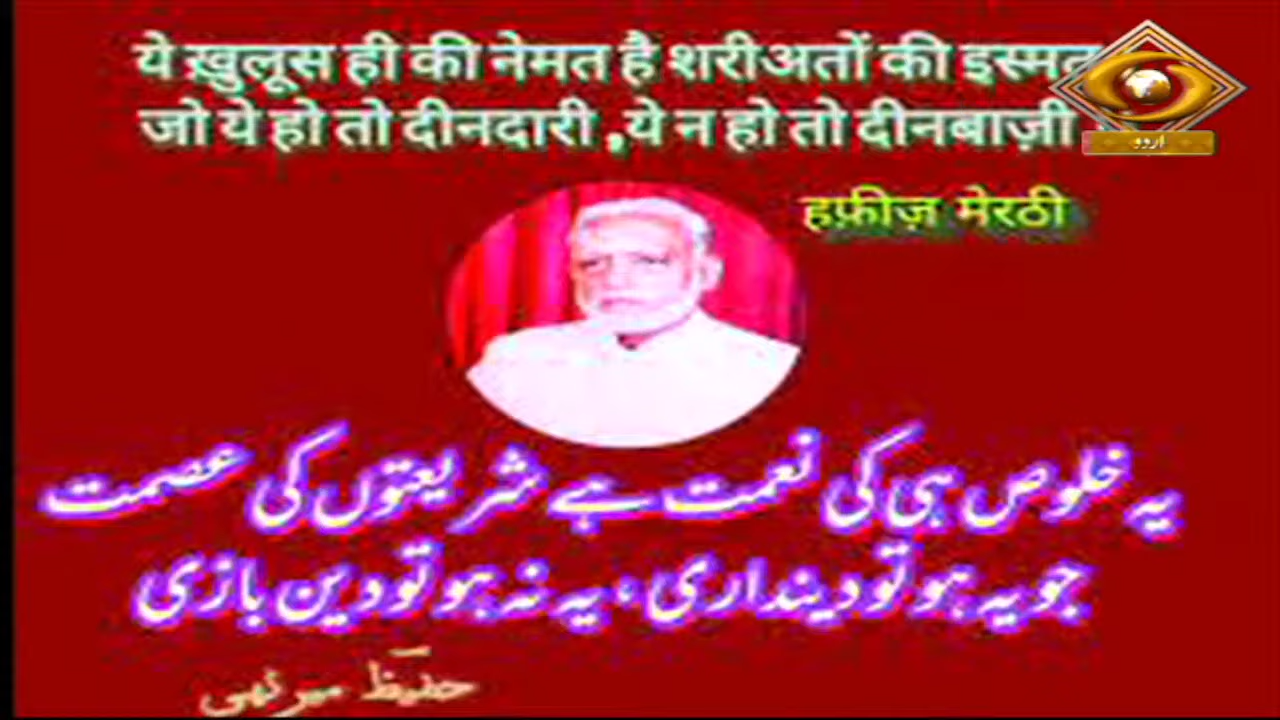 ये ख़ुलूस ही की नेमत है शरीअतों की इस्मत
जो ये हो तो दीनदारी ,ये न हो तो दीनबाज़ी
اردو
हफ़ीज़ मेरठी
یہ خلوص ہی کی نعمت ہے شریعتوں کی عصمت
جو یہ ہو تو دینداری، یہ نہ ہو تو دین بازی
حفیظ میرٹھی